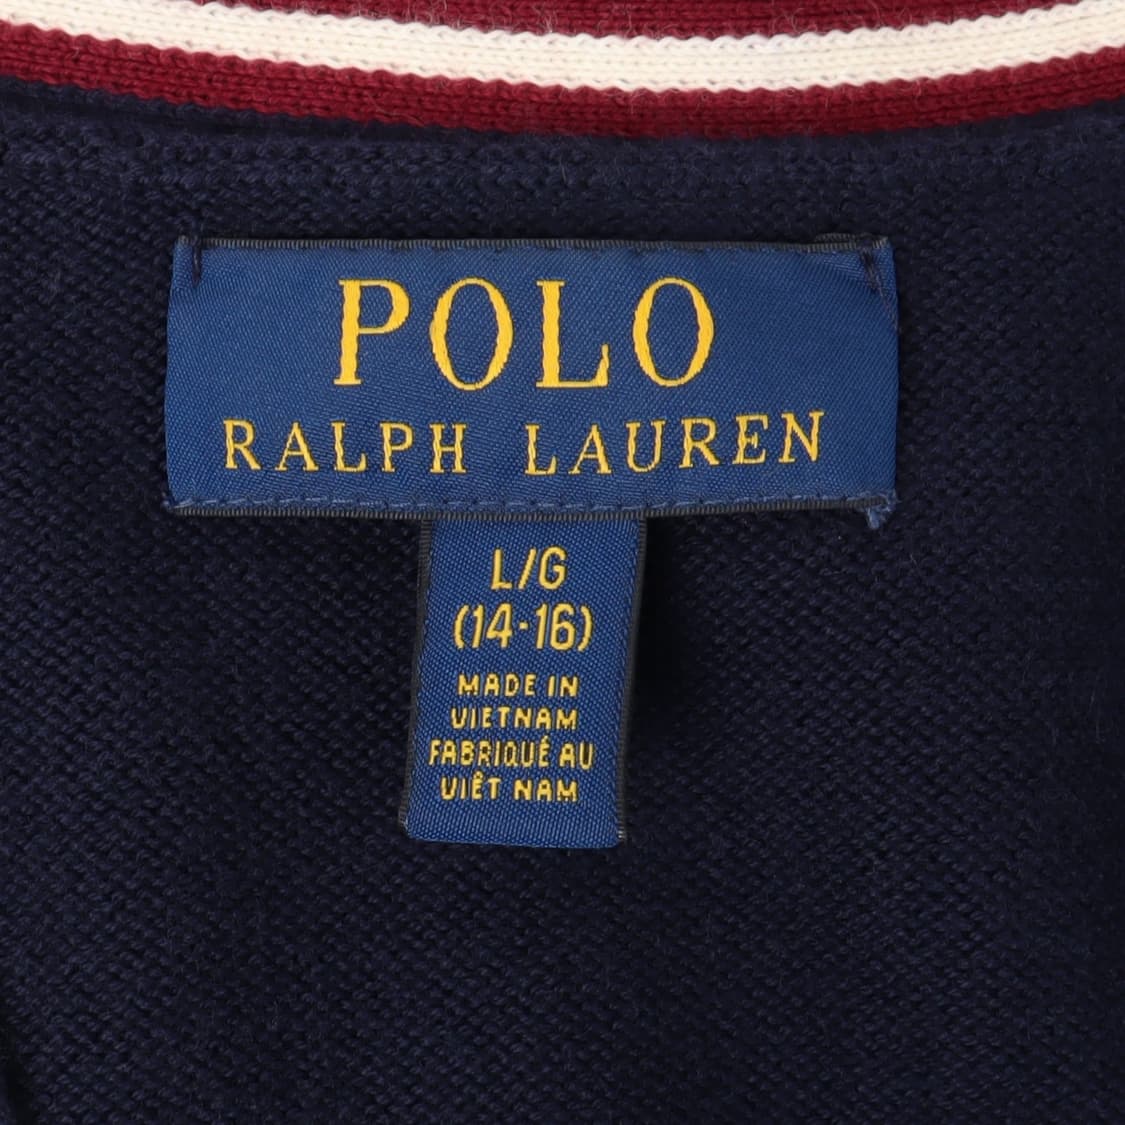 POLO
RALPH LAUREN
L/G
(14-16)
MADE IN
VIETNAM
FABRIQUÉ AU
VIÊT NAM